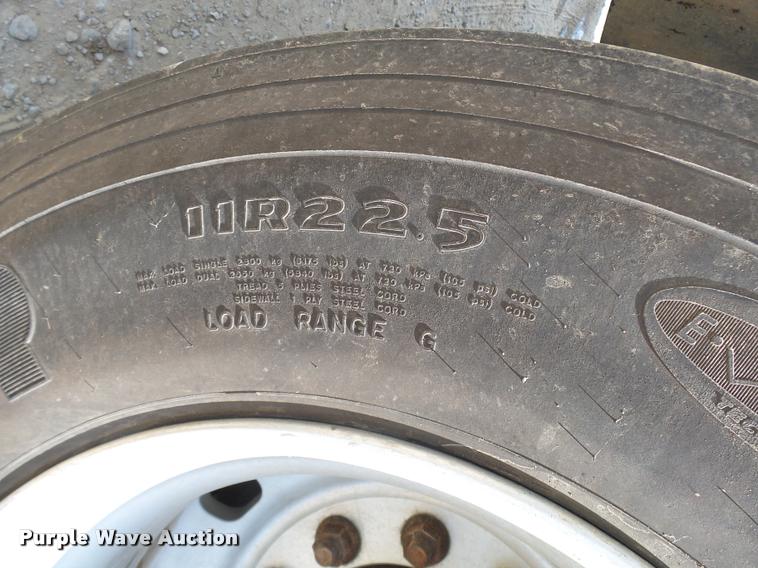 11R22.5
MAX. LOAD SINGLE 2800 kg (6175 lbs) AT 720 kPa (105 psi) COLD
MAX. LOAD DUAL 2650 kg (5840 lbs) AT 720 kPa (105 psi) COLD
TREAD 5 PLIES STEEL CORD
SIDEWALL 1 PLY STEEL CORD
LOAD RANGE G
E.V
Purple Wave Auction